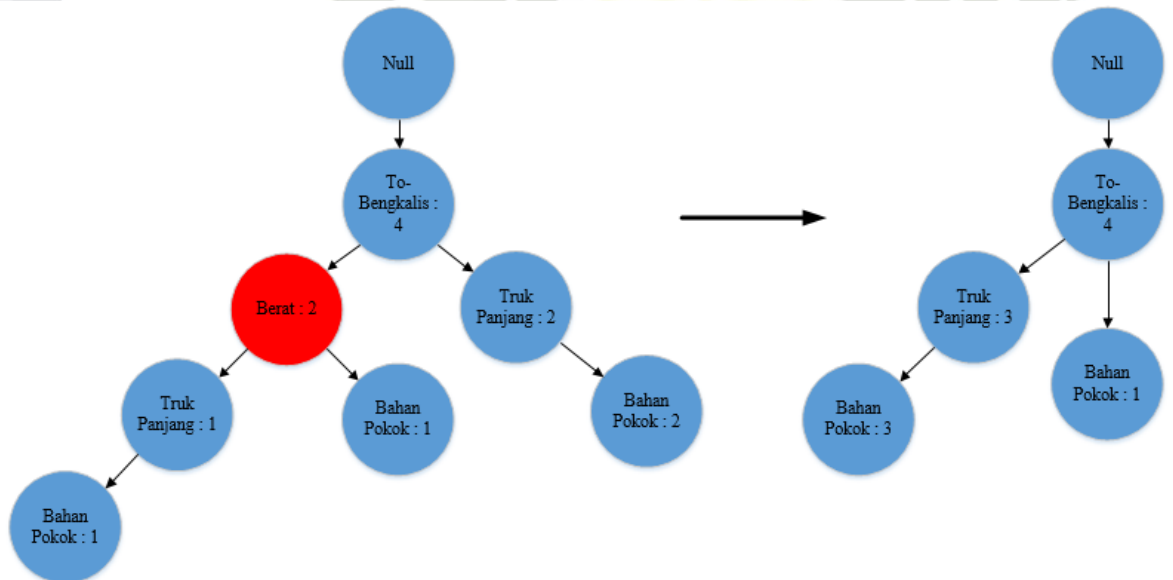 Null
To-
Bengkalis :
4
Berat : 2
Truk
Panjang : 2
Truk
Panjang : 1
Bahan
Pokok : 1
Bahan
Pokok : 2
Bahan
Pokok : 1
Null
To-
Bengkalis :
4
Truk
Panjang : 3
Bahan
Pokok : 1
Bahan
Pokok : 3